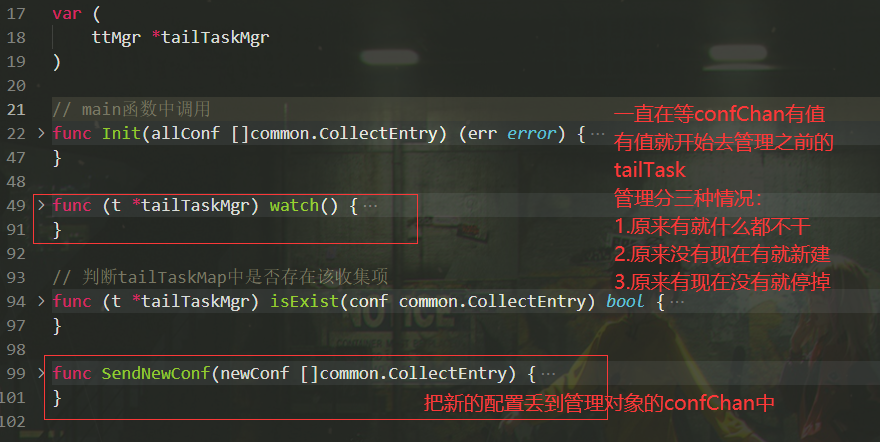 17 var (
18 ttMgr *tailTaskMgr
19 )
20
21 // main函数中调用
22 > func Init(allConf []common.CollectEntry) (err error) { ···
47 }
48
49 > func (t *tailTaskMgr) watch() { ···
91 }
92
93 // 判断tailTaskMap中是否存在该收集项
94 > func (t *tailTaskMgr) isExist(conf common.CollectEntry) bool { ···
97 }
98
99 > func SendNewConf(newConf []common.CollectEntry) { ···
101 }
102
一直在等confChan有值
有值就开始去管理之前的
tailTask
管理分三种情况：
1.原来有就什么都不干
2.原来没有现在有就新建
3.原来有现在没有就停掉
把新的配置丢到管理对象的confChan中